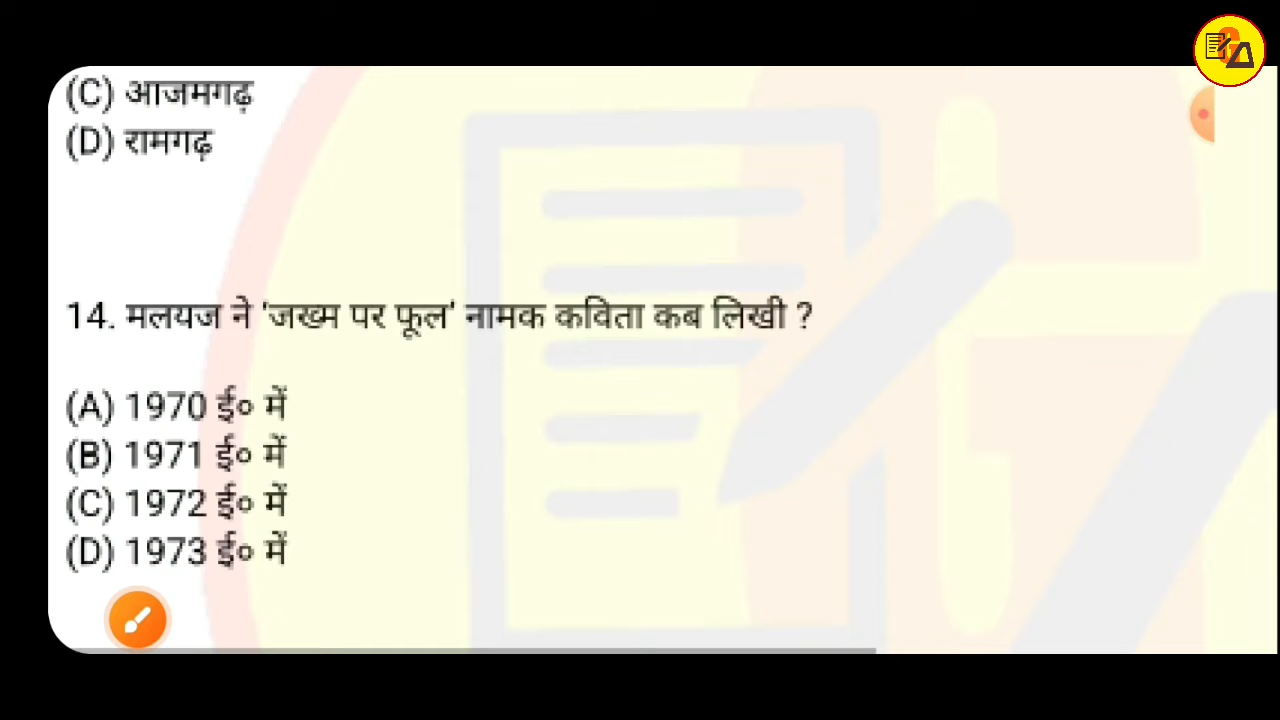 (C) आजमगढ़
(D) रामगढ़
14. मलयज ने 'जख्म पर फूल' नामक कविता कब लिखी ?
(A) 1970 ई० में
(B) 1971 ई० में
(C) 1972 ई० में
(D) 1973 ई० में